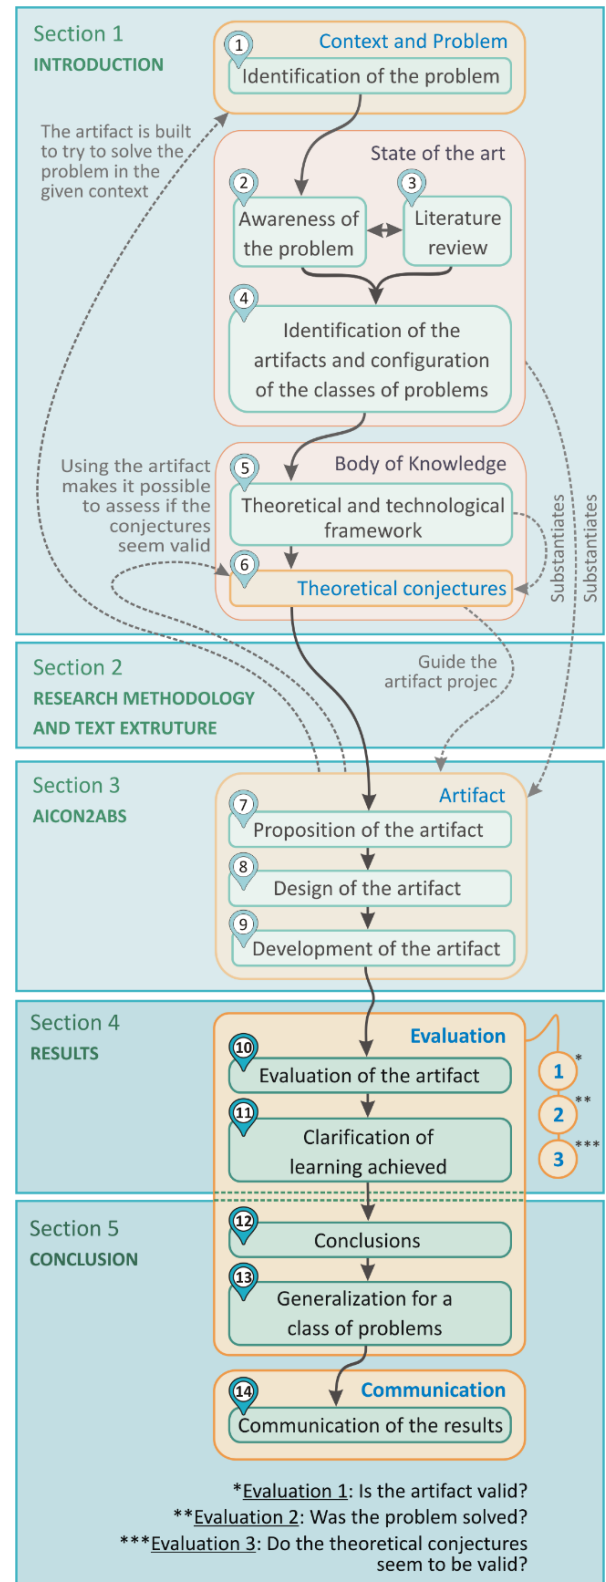 Section 1
INTRODUCTION
1
Context and Problem
Identification of the problem
The artifact is built
to try to solve the
problem in the
given context
State of the art
2
Awareness of
the problem
3
Literature
review
4
Identification of the
artifacts and configuration
of the classes of problems
Using the artifact
makes it possible
to assess if the
conjectures
seem valid
Body of Knowledge
5
Theoretical and technological
framework
6
Theoretical conjectures
Substantiates
Substantiates
Section 2
RESEARCH METHODOLOGY
AND TEXT EXTRUTURE
Guide the
artifact projec
Section 3
AICON2ABS
Artifact
7
Proposition of the artifact
8
Design of the artifact
9
Development of the artifact
Section 4
RESULTS
Evaluation
10
Evaluation of the artifact
11
Clarification of
learning achieved
1 *
2 **
3 ***
Section 5
CONCLUSION
12
Conclusions
13
Generalization for a
class of problems
Communication
14
Communication of the results
*Evaluation 1: Is the artifact valid?
**Evaluation 2: Was the problem solved?
***Evaluation 3: Do the theoretical conjectures
seem to be valid?